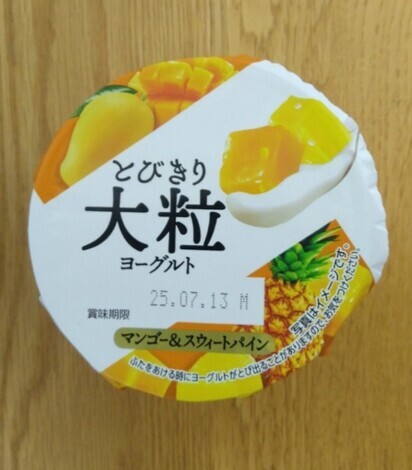 とびきり
大粒
ヨーグルト
賞味期限
25.07.13 M
マンゴー&スウィートパイン
写真はイメージです。
ふたをあける時にヨーグルトがとび出ることがありますので、お気をつけください。